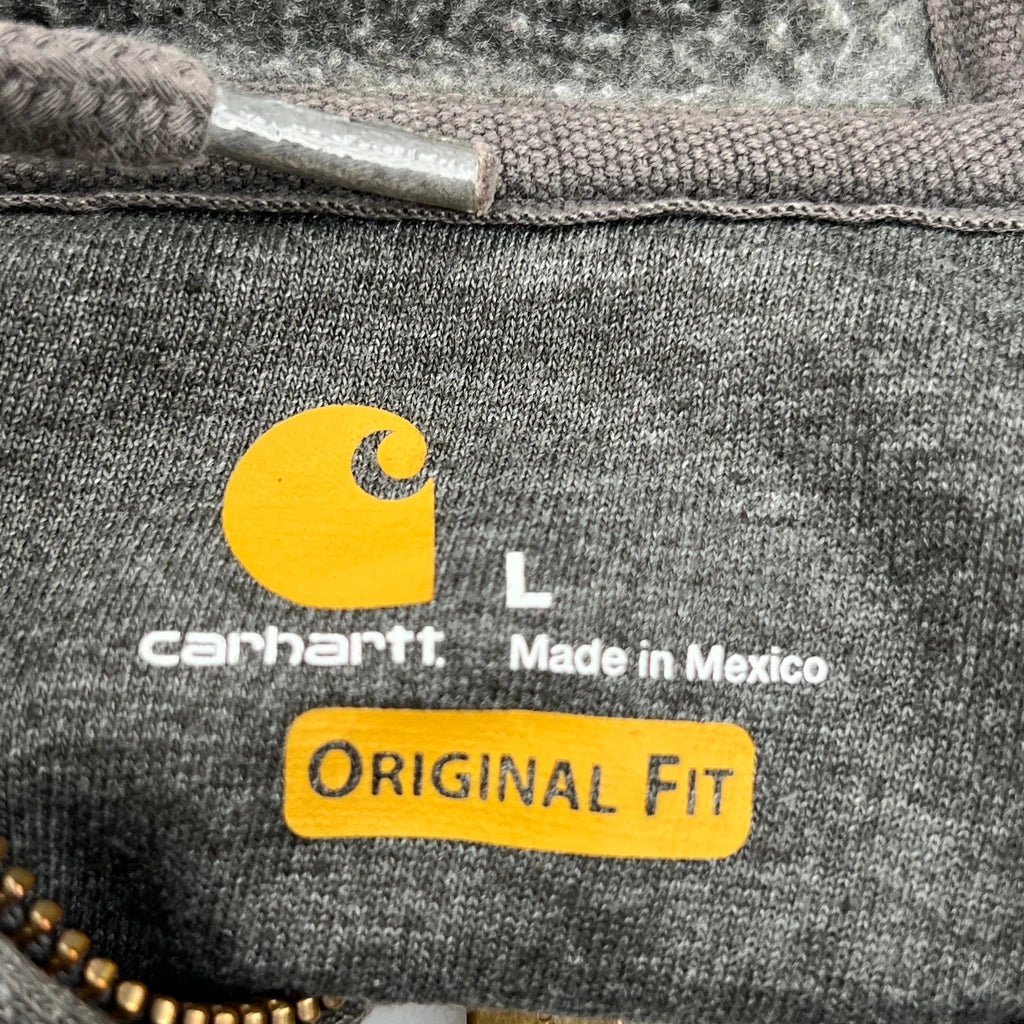 L
carhartt.
Made in Mexico
ORIGINAL FIT